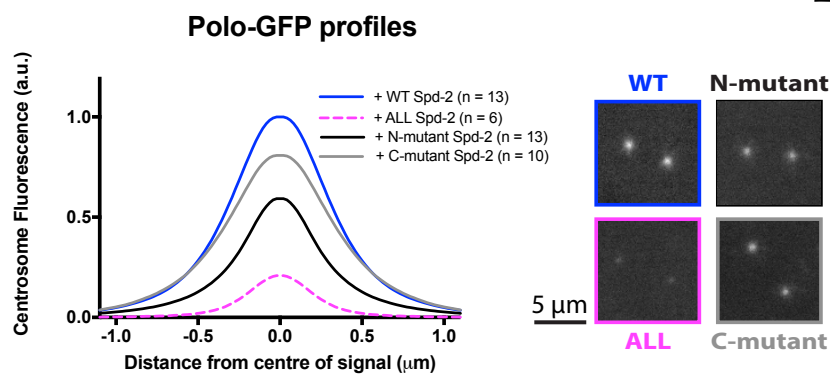 Polo-GFP profiles
Centrosome Fluorescence (a.u.)
1.0
0.5
0.0
-1.0 -0.5 0.0 0.5 1.0
Distance from centre of signal (μm)
+ WT Spd-2 (n = 13)
+ ALL Spd-2 (n = 6)
+ N-mutant Spd-2 (n = 13)
+ C-mutant Spd-2 (n = 10)
WT N-mutant
5 μm
ALL C-mutant